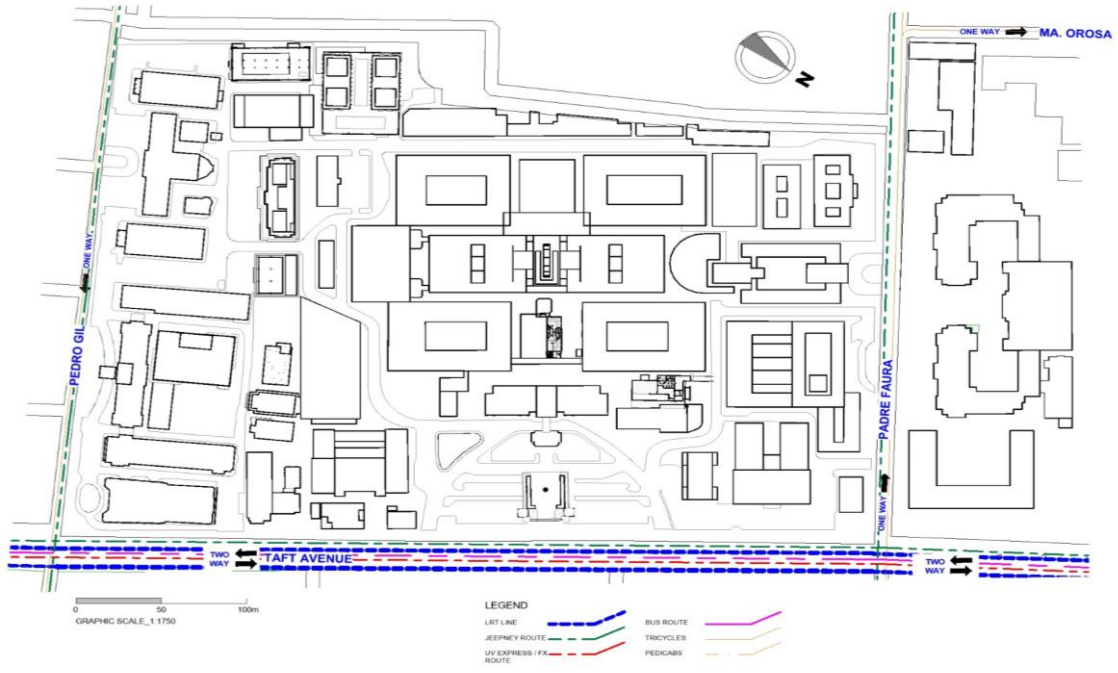 ONE WAY MA. OROSA
N
ONE WAY
PEDRO GIL
PADRE FAURA
ONE WAY
TWO WAY
TAFT AVENUE
TWO WAY
0 50 100m
GRAPHIC SCALE_1:1750
LEGEND
LRT LINE
JEEPNEY ROUTE
UV EXPRESS / FX
ROUTE
BUS ROUTE
TRICYCLES
PEDICABS